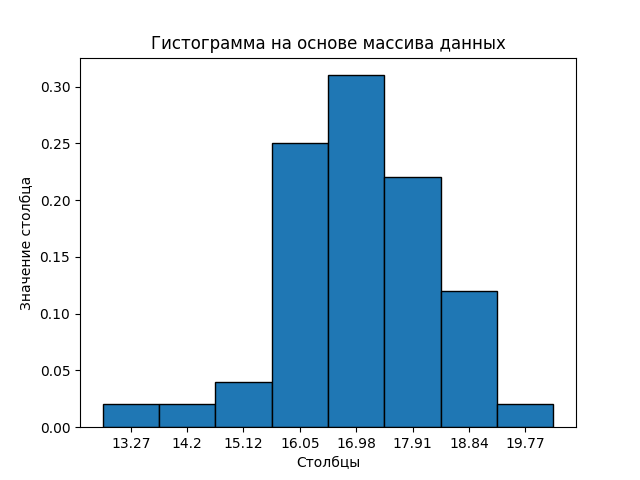 Гистограмма на основе массива данных
Значение столбца
0.30
0.25
0.20
0.15
0.10
0.05
0.00
13.27 14.2 15.12 16.05 16.98 17.91 18.84 19.77
Столбцы